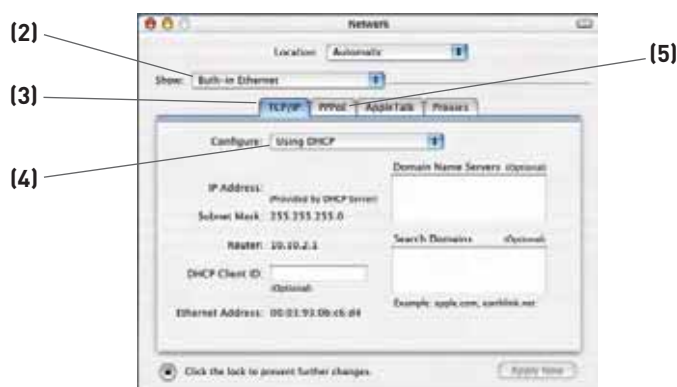 Network
(2)
Location: Automatic
(5)
Show: Built-in Ethernet
(3)
TCP/IP PPPoE AppleTalk Proxies
Configure: Using DHCP
(4)
Domain Name Servers (Optional)
IP Address:
(Provided by DHCP Server)
Subnet Mask: 255.255.255.0
Router: 10.10.2.1
Search Domains (Optional)
DHCP Client ID:
(Optional)
Example: apple.com, earthlink.net
Ethernet Address: 00:03:93:0b:c6:d4
Click the lock to prevent further changes.
Apply Now